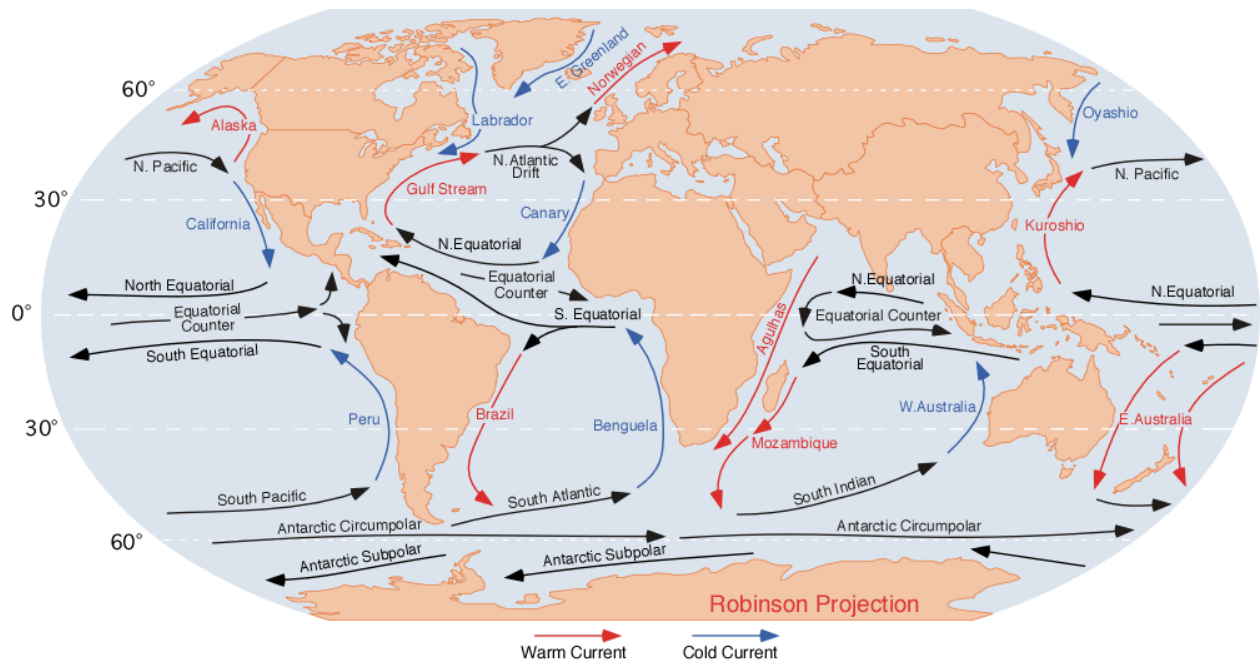 E. Greenland
Norwegian
60°
Alaska
Labrador
Oyashio
N. Pacific
N.Atlantic
Drift
N. Pacific
Gulf Stream
30°
California
Canary
Kuroshio
N.Equatorial
North Equatorial
Equatorial
Counter
N.Equatorial
N.Equatorial
0°
Equatorial
Counter
S. Equatorial
Equatorial Counter
Agulhas
South Equatorial
South
Equatorial
Peru
Brazil
Benguela
W.Australia
E.Australia
30°
Mozambique
South Pacific
South Atlantic
South Indian
Antarctic Circumpolar
Antarctic Circumpolar
60°
Antarctic Subpolar
Antarctic Subpolar
Robinson Projection
Warm Current
Cold Current